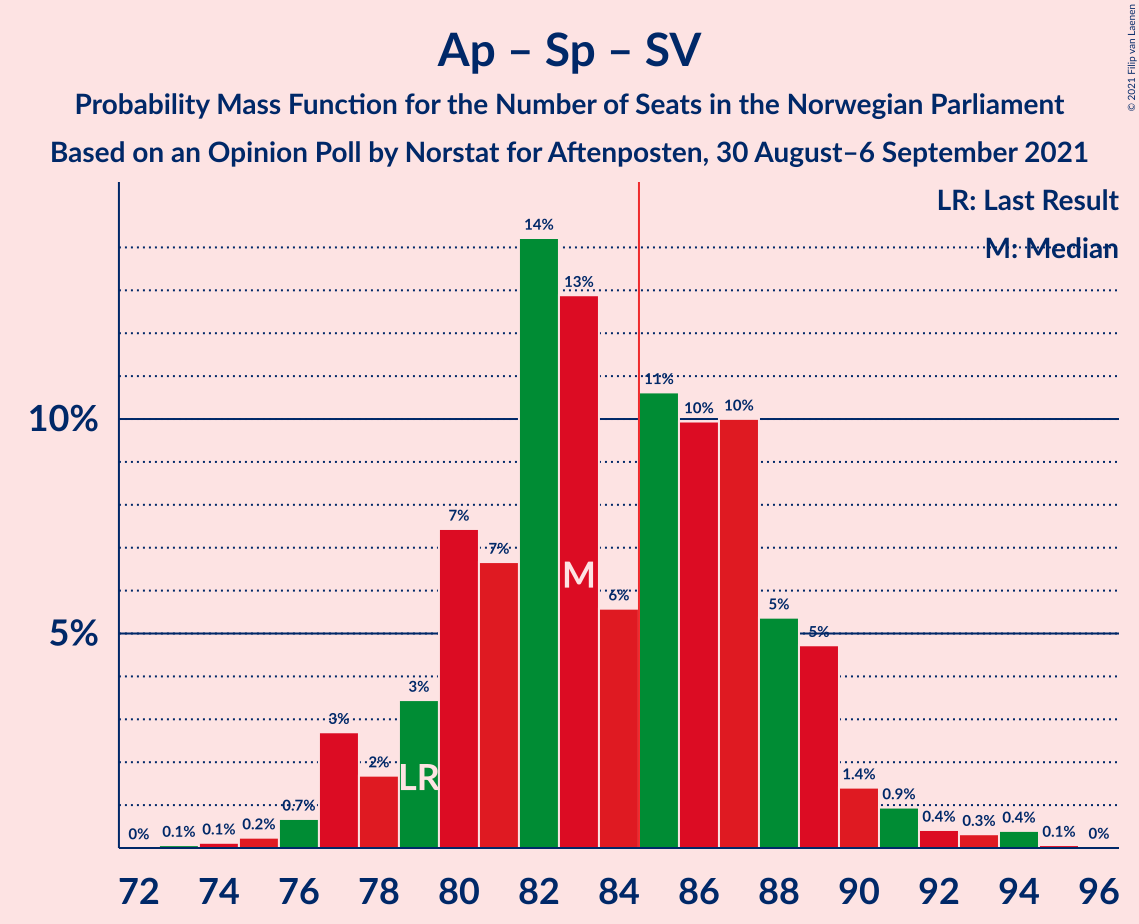 Ap – Sp – SV
Probability Mass Function for the Number of Seats in the Norwegian Parliament
Based on an Opinion Poll by Norstat for Aftenposten, 30 August–6 September 2021
© 2021 Filip van Laenen
LR: Last Result
M: Median
10%
5%
0% 0.1% 0.1% 0.2% 0.7% 3% 2% 3% 7% 7% 14% 13% 6% 11% 10% 10% 5% 5% 1.4% 0.9% 0.4% 0.3% 0.4% 0.1% 0%
LR M
72 74 76 78 80 82 84 86 88 90 92 94 96